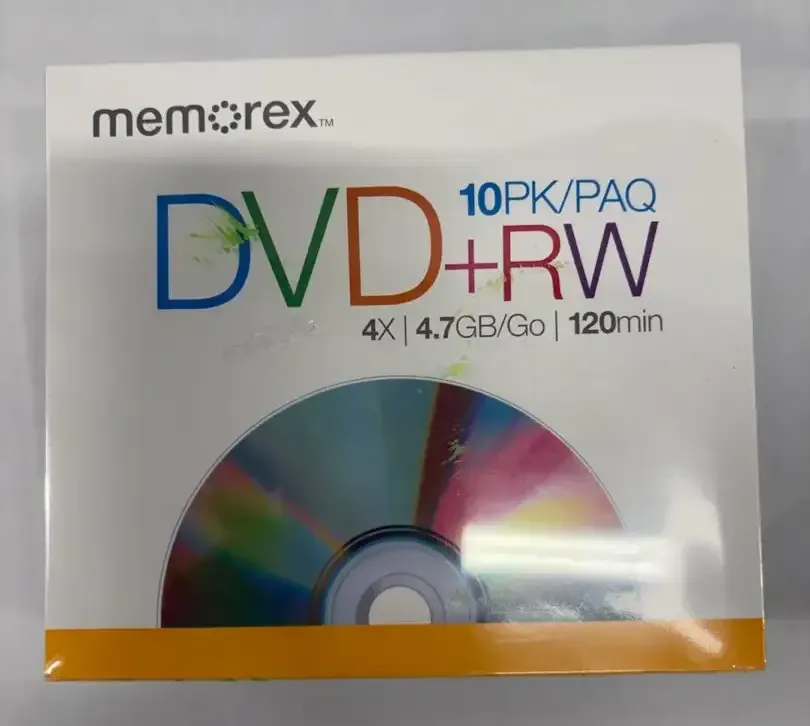 memorex™
10PK/PAQ
DVD+RW
4X | 4.7GB/Go | 120min